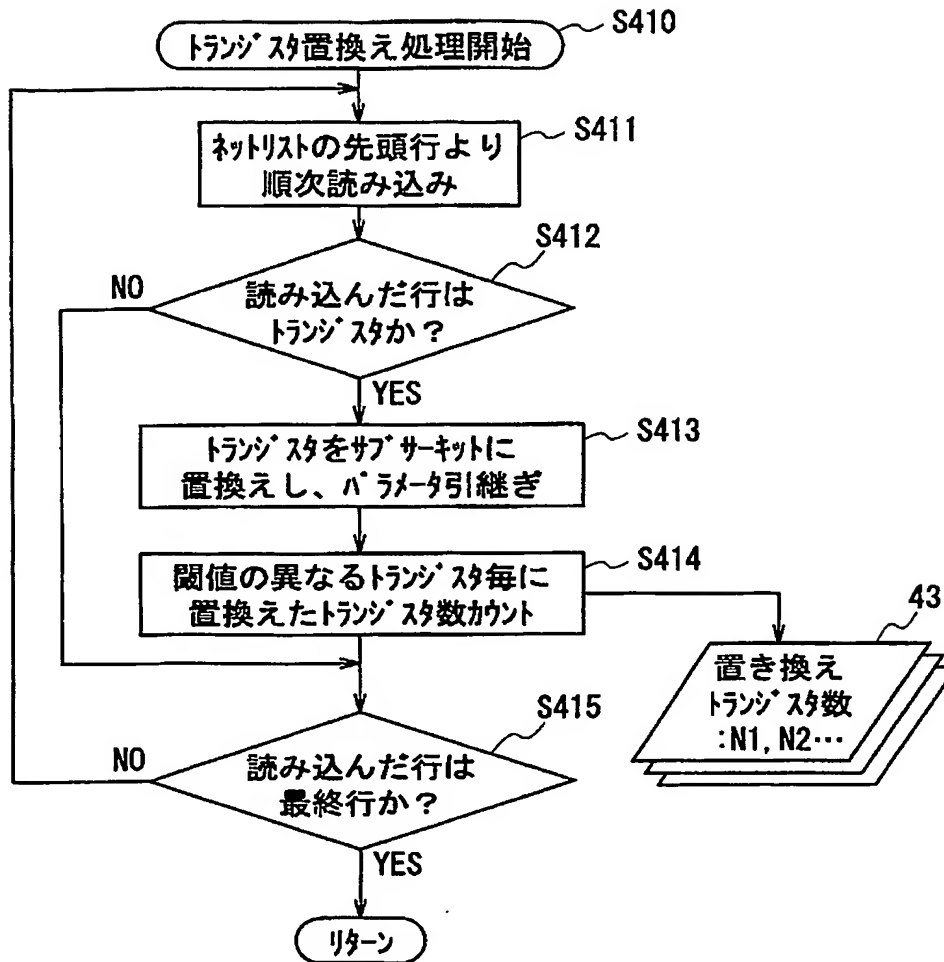 トランジスタ置換え処理開始
S410
ネットリストの先頭行より
順次読み込み
S411
読み込んだ行は
トランジスタか?
S412
NO
YES
トランジスタをサブサーキットに
置換えし、パラメータ引継ぎ
S413
閾値の異なるトランジスタ毎に
置換えたトランジスタ数カウント
S414
置き換え
トランジスタ数
:N1, N2…
43
読み込んだ行は
最終行か?
S415
NO
YES
リターン